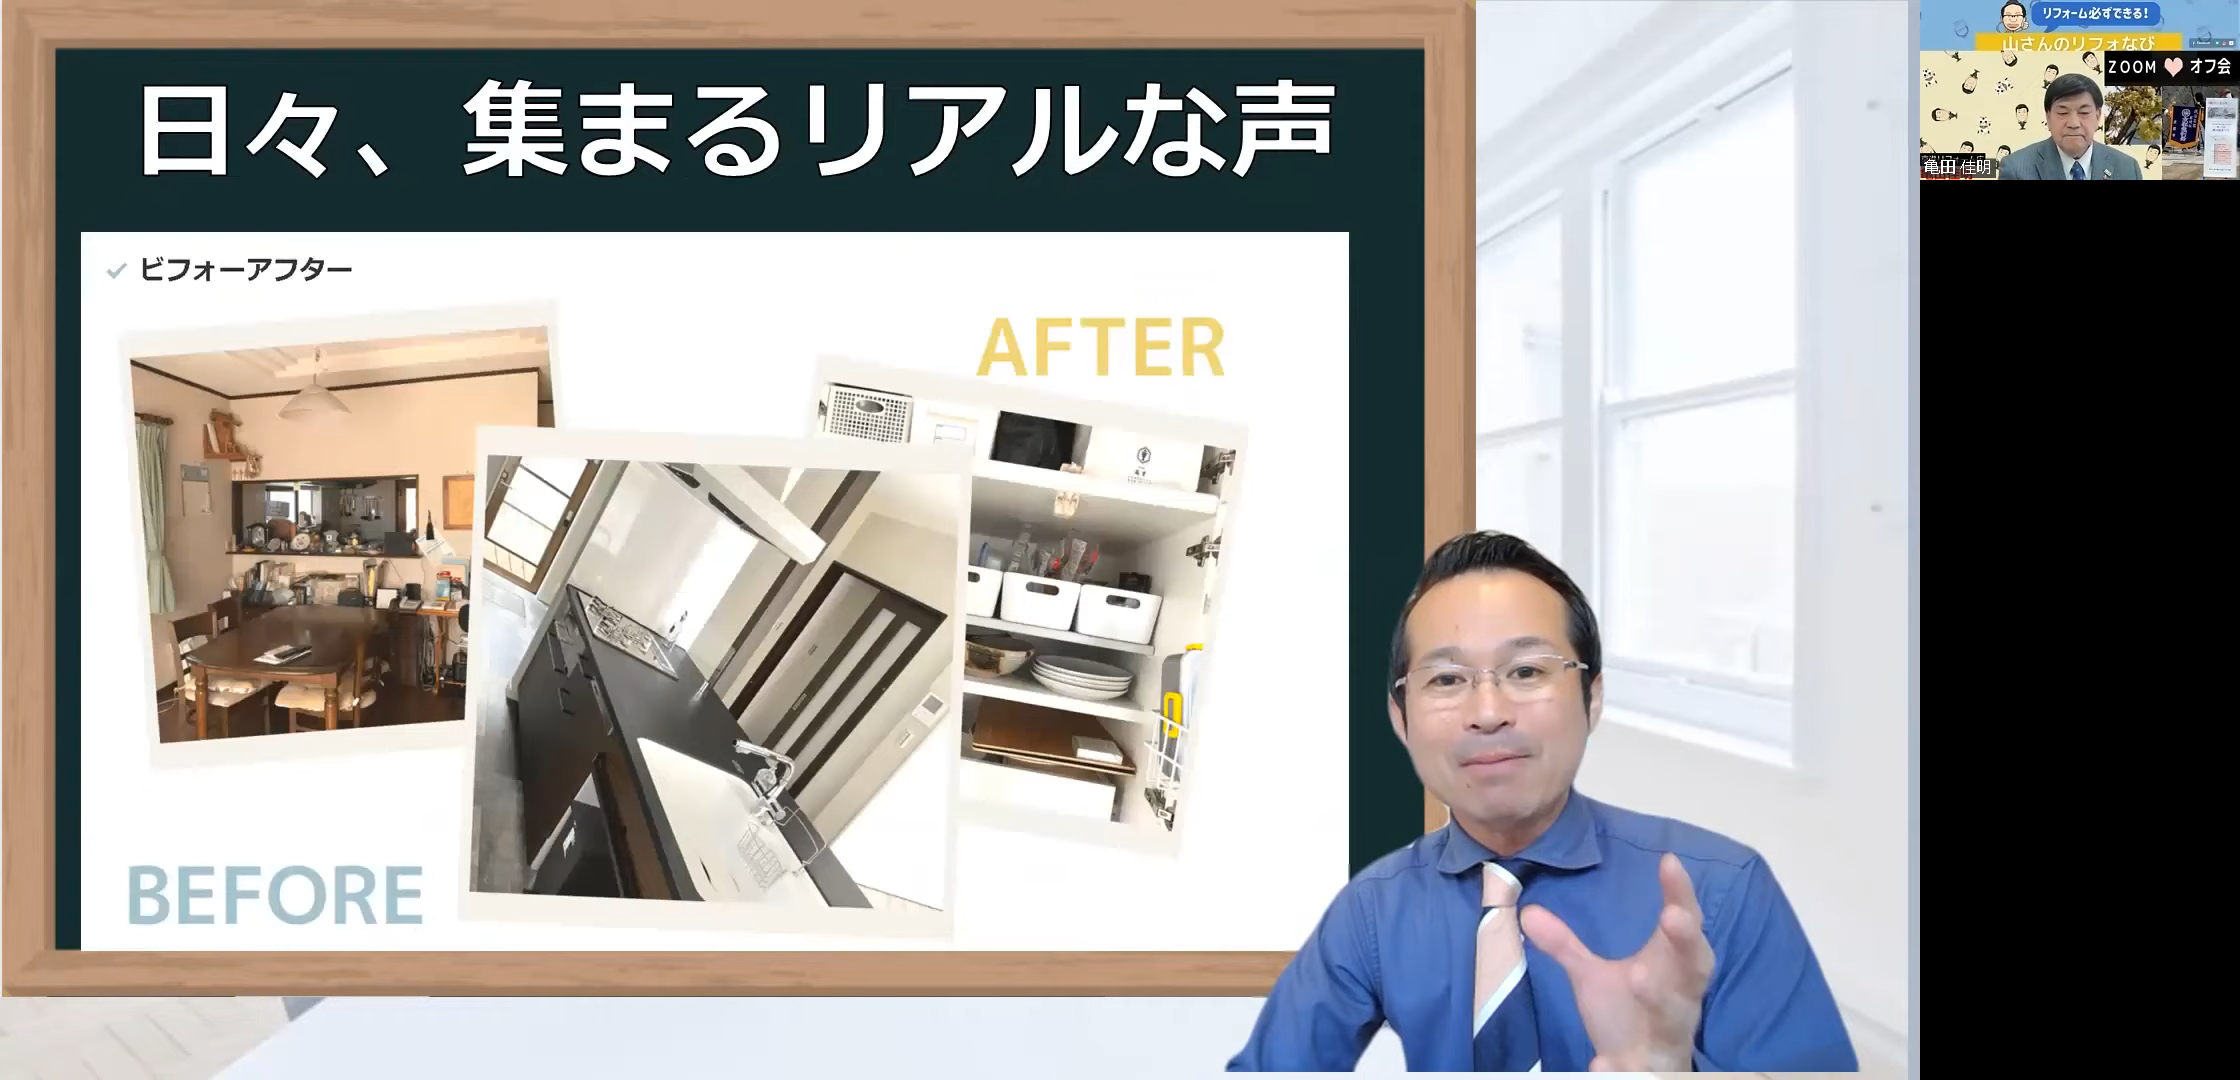 日々、集まるリアルな声
ビフォーアフター
AFTER
BEFORE
リフォーム必ずできる!
山さんのリフォなび
ZOOM ♥ オフ会
亀田 佳明